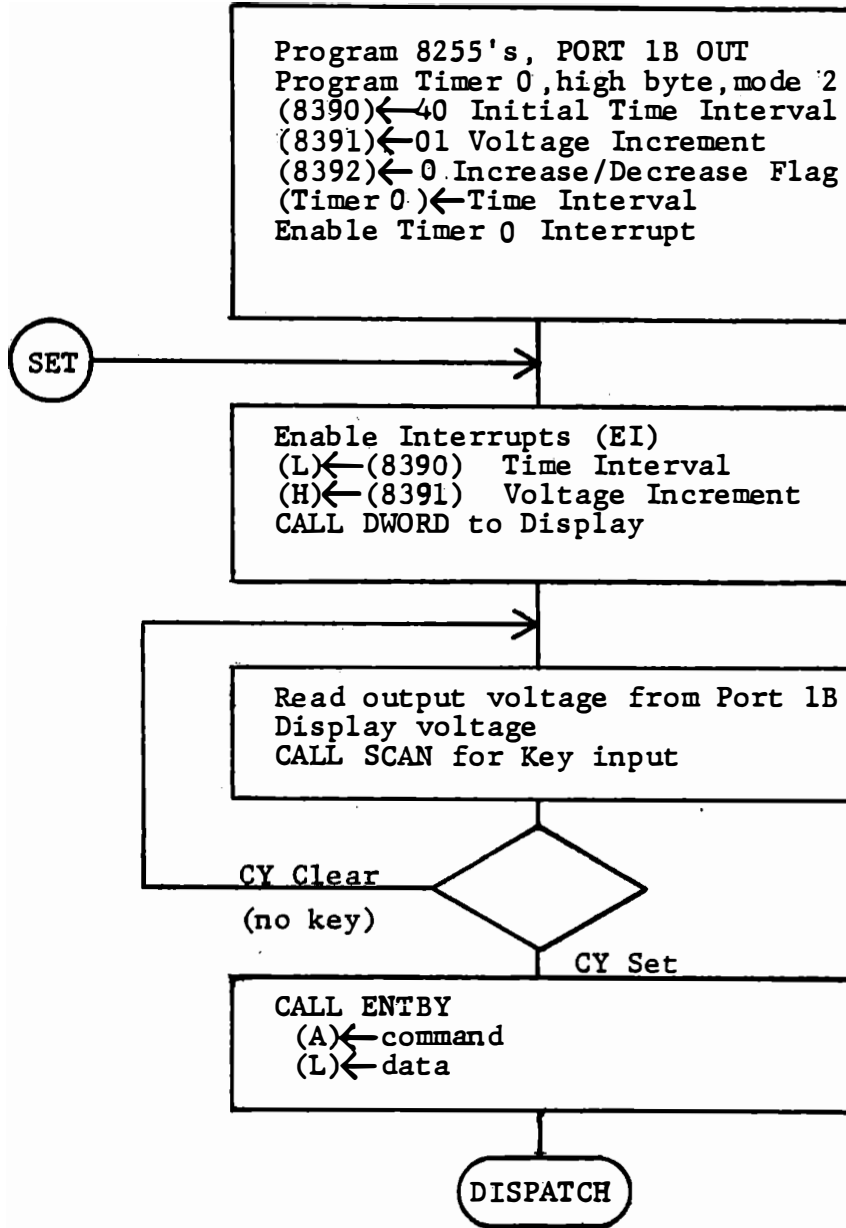 Program 8255's, PORT 1B OUT
Program Timer 0, high byte, mode 2
(8390)←40 Initial Time Interval
(8391)←01 Voltage Increment
(8392)←0 Increase/Decrease Flag
(Timer 0)←Time Interval
Enable Timer 0 Interrupt
SET
Enable Interrupts (EI)
(L)←(8390) Time Interval
(H)←(8391) Voltage Increment
CALL DWORD to Display
Read output voltage from Port 1B
Display voltage
CALL SCAN for Key input
CY Clear
(no key)
CY Set
CALL ENTBY
(A)←command
(L)←data
DISPATCH